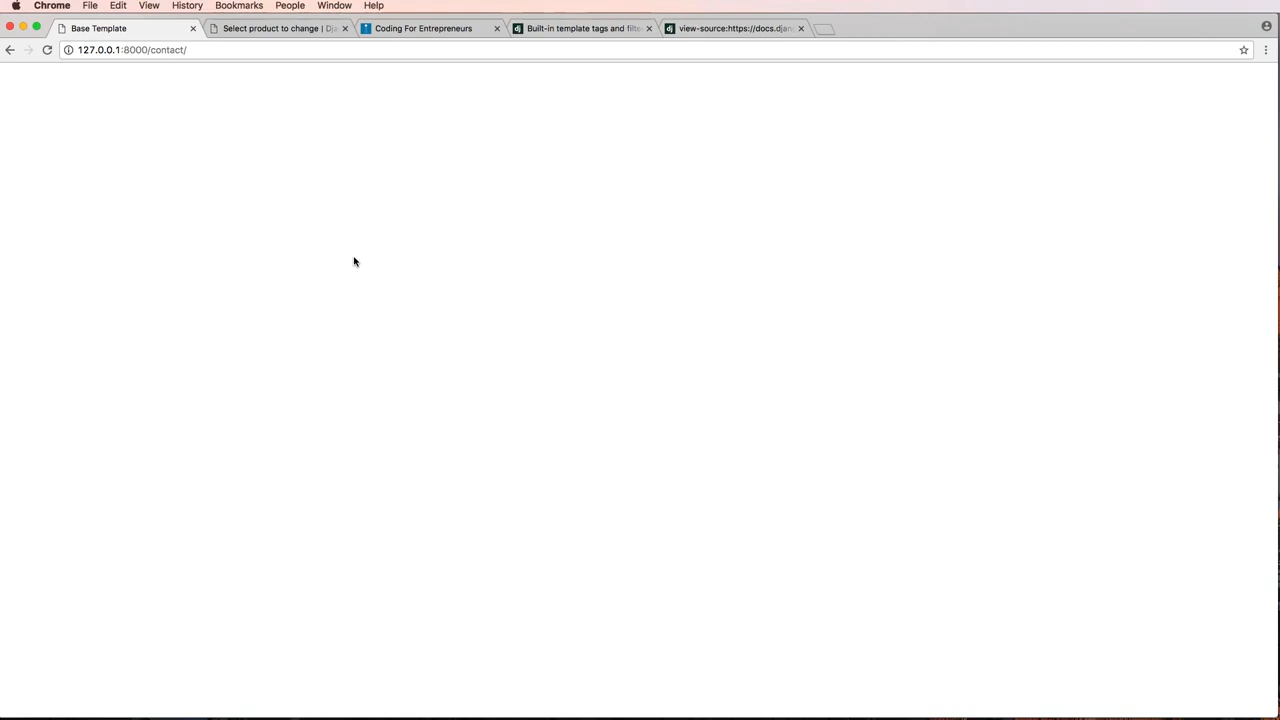 Chrome File Edit View History Bookmarks People Window Help
Base Template Select product to change | Dja Coding For Entrepreneurs Built-in template tags and filte view-source:https://docs.djan
127.0.0.1:8000/contact/